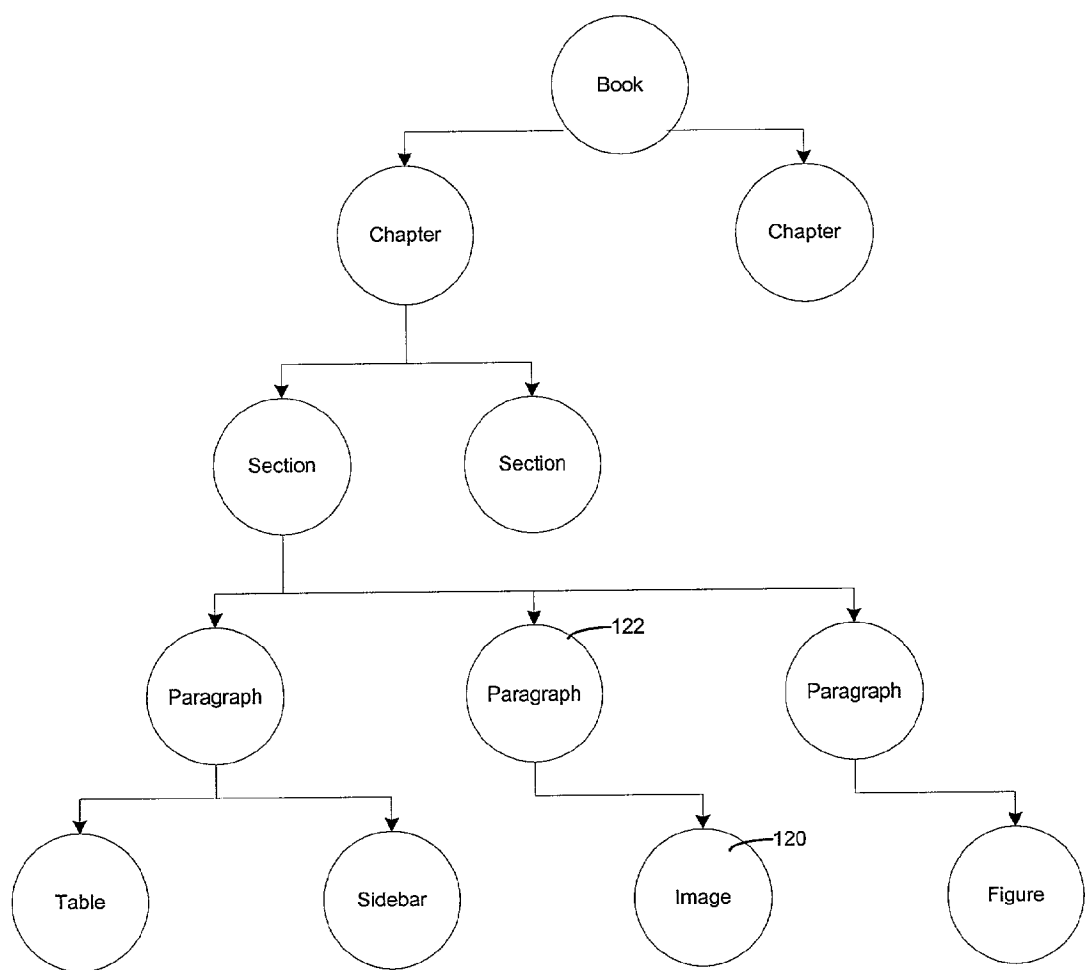 Book
Chapter
Chapter
Section
Section
122
Paragraph
Paragraph
Paragraph
120
Table
Sidebar
Image
Figure